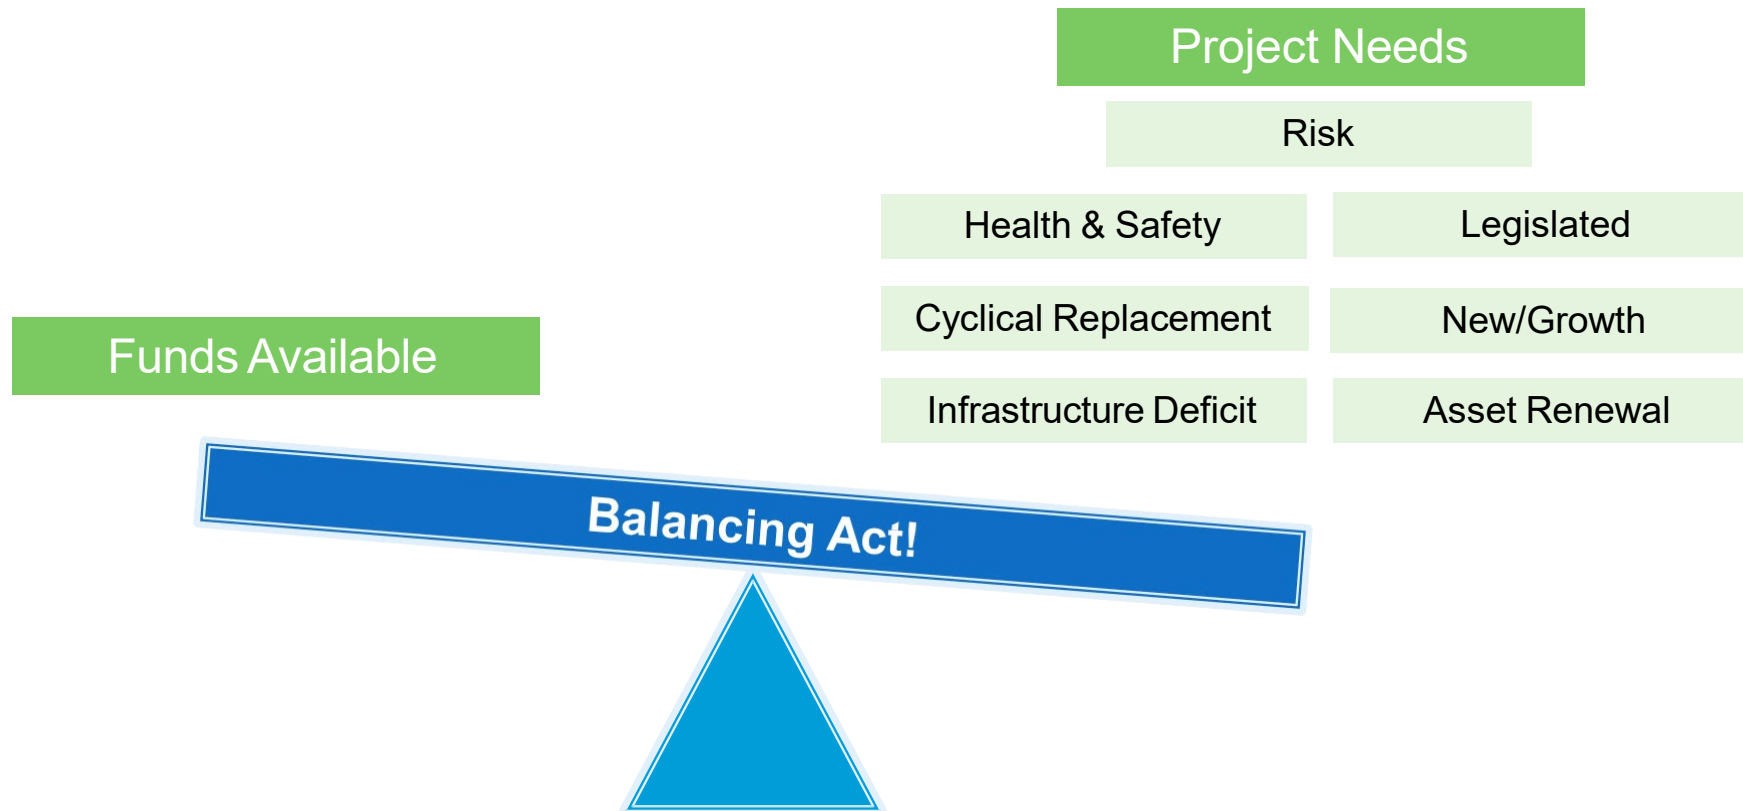 Project Needs
Risk
Health & Safety
Legislated
Cyclical Replacement
New/Growth
Infrastructure Deficit
Asset Renewal
Funds Available
Balancing Act!